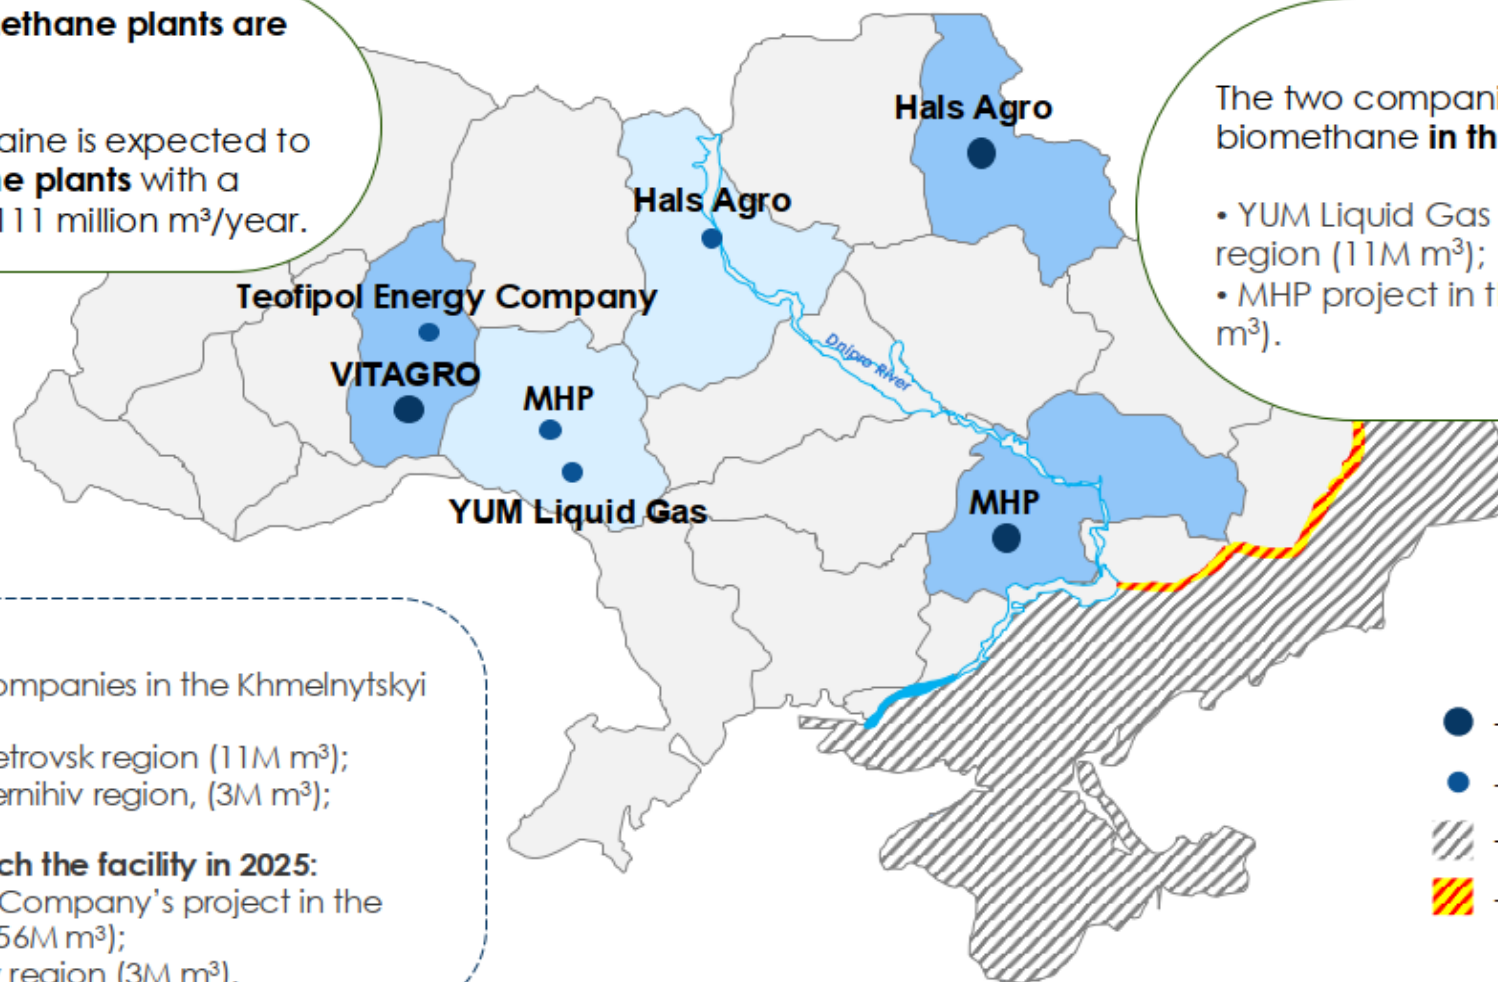 ethane plants are
aine is expected to
e plants with a
111 million m³/year.
Hals Agro
Hals Agro
Teofipol Energy Company
VITAGRO
MHP
YUM Liquid Gas
Dnipro River
MHP
The two compani
biomethane in th
• YUM Liquid Gas
region (11M m³);
• MHP project in t
m³).
ompanies in the Khmelnytskyi
etrovsk region (11M m³);
ernihiv region, (3M m³);
ch the facility in 2025:
Company's project in the
56M m³);
region (3M m³).
-
-
-
-